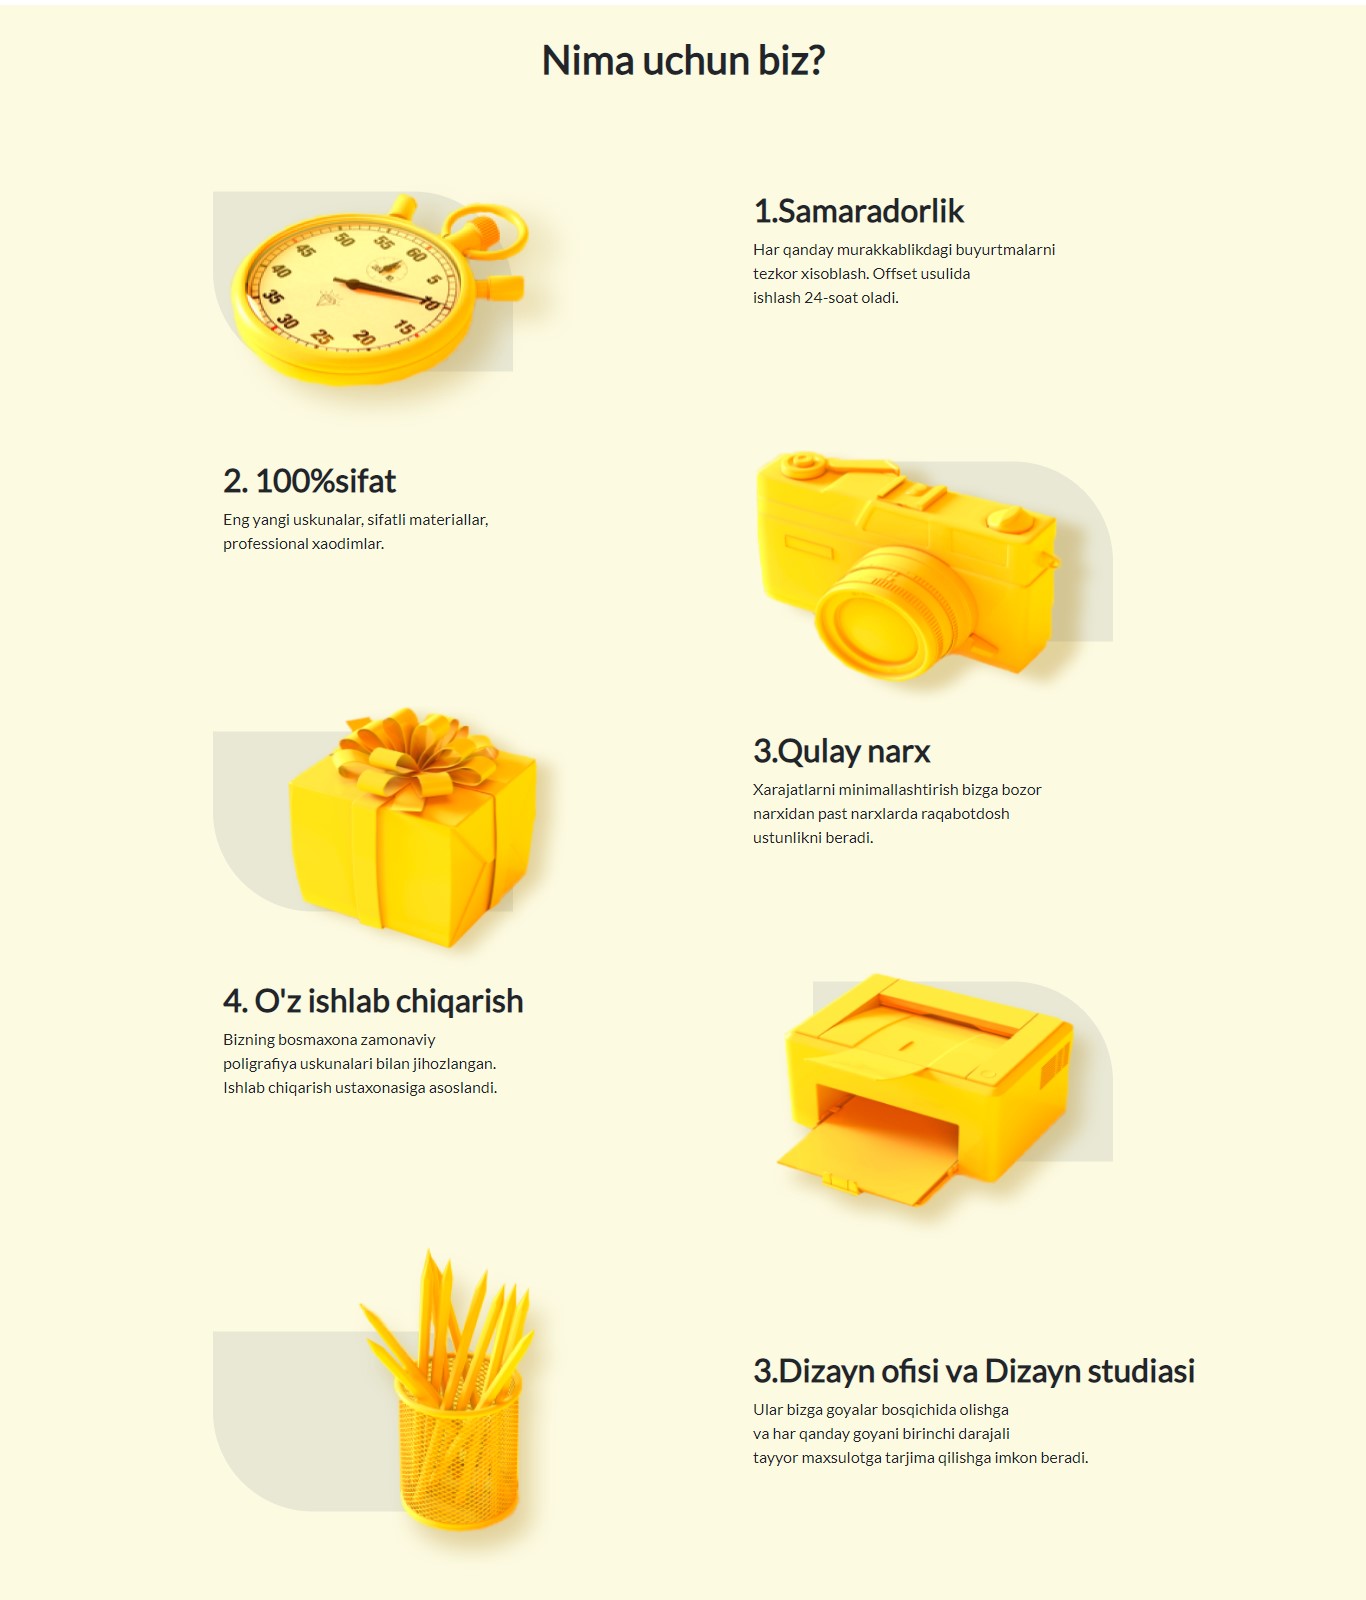 Nima uchun biz?
55
60
50
45
5
40
10
35
15
30
25
20
1.Samaradorlik
Har qanday murakkablikdagi buyurtmalarni
tezkor xisoblash. Offset usulida
ishlash 24-soat oladi.
2. 100%sifat
Eng yangi uskunalar, sifatli materiallar,
professional xaodimlar.
3.Qulay narx
Xarajatlarni minimallashtirish bizga bozor
narxidan past narxlarda raqabotdosh
ustunlikni beradi.
4. O'z ishlab chiqarish
Bizning bosmaxona zamonaviy
poligrafiya uskunalari bilan jihozlangan.
Ishlab chiqarish ustaxonasiga asoslandi.
3.Dizayn ofisi va Dizayn studiasi
Ular bizga goyalar bosqichida olishga
va har qanday goyani birinchi darajali
tayyor maxsulotga tarjima qilishga imkon beradi.